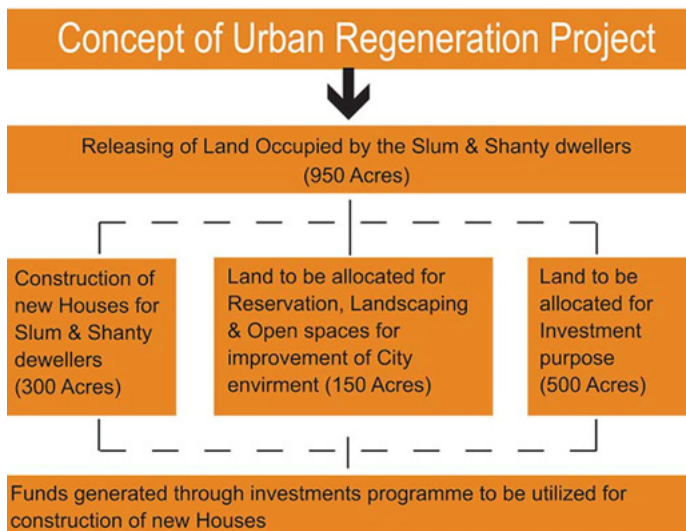 Concept of Urban Regeneration Project
Releasing of Land Occupied by the Slum & Shanty dwellers
(950 Acres)
Construction of
new Houses for
Slum & Shanty
dewellers
(300 Acres)
Land to be allocated for
Reservation, Landscaping
& Open spaces for
improvement of City
envirment (150 Acres)
Land to be
allocated for
Investment
purpose
(500 Acres)
Funds generated through investments programme to be utilized for
construction of new Houses